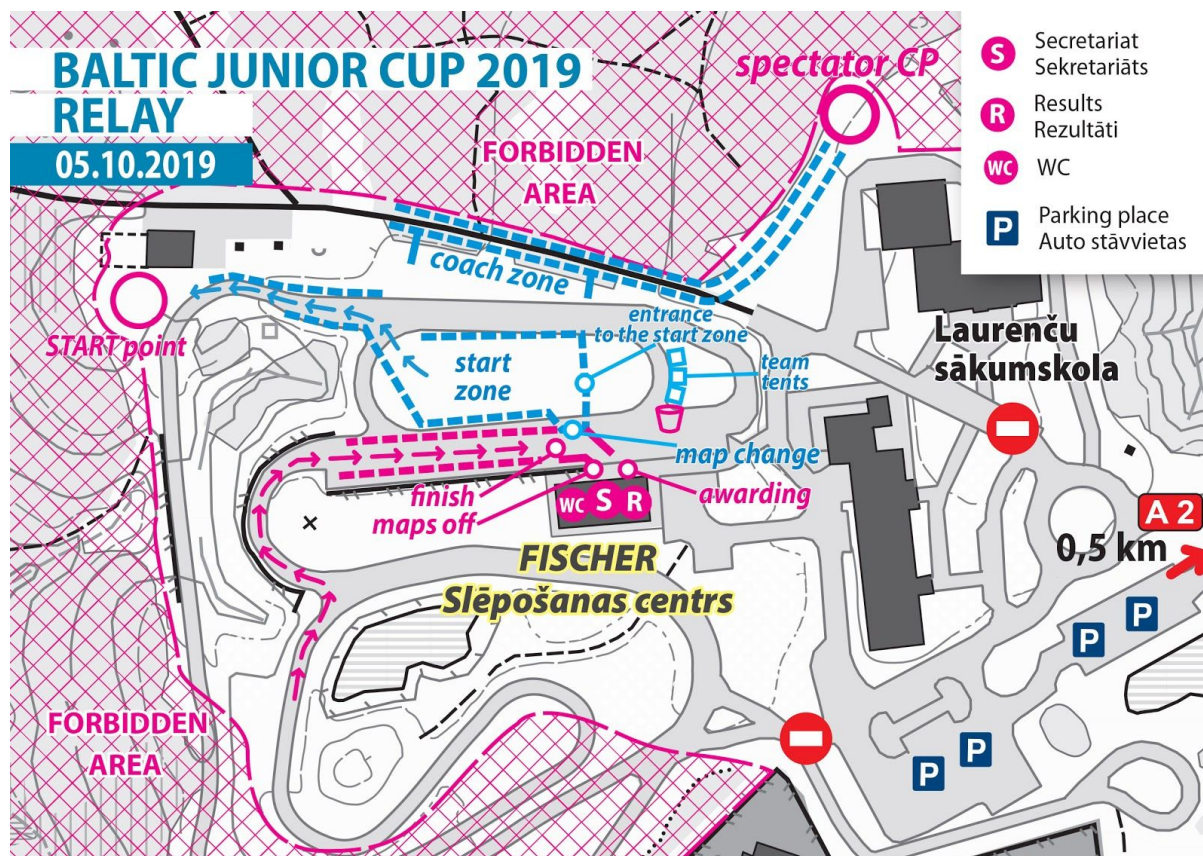 BALTIC JUNIOR CUP 2019
RELAY
05.10.2019
spectator CP
S
Secretariat
Sekretariāts
R
Results
Rezultāti
WC
WC
P
Parking place
Auto stāvvietas
FORBIDDEN
AREA
coach zone
START point
entrance
to the start zone
start
zone
team
tents
Laurenču
sākumskola
map change
finish
maps off
awarding
WC
S
R
A 2
0,5 km
FISCHER
Slēpošanas centrs
P
P
P
P
FORBIDDEN
AREA